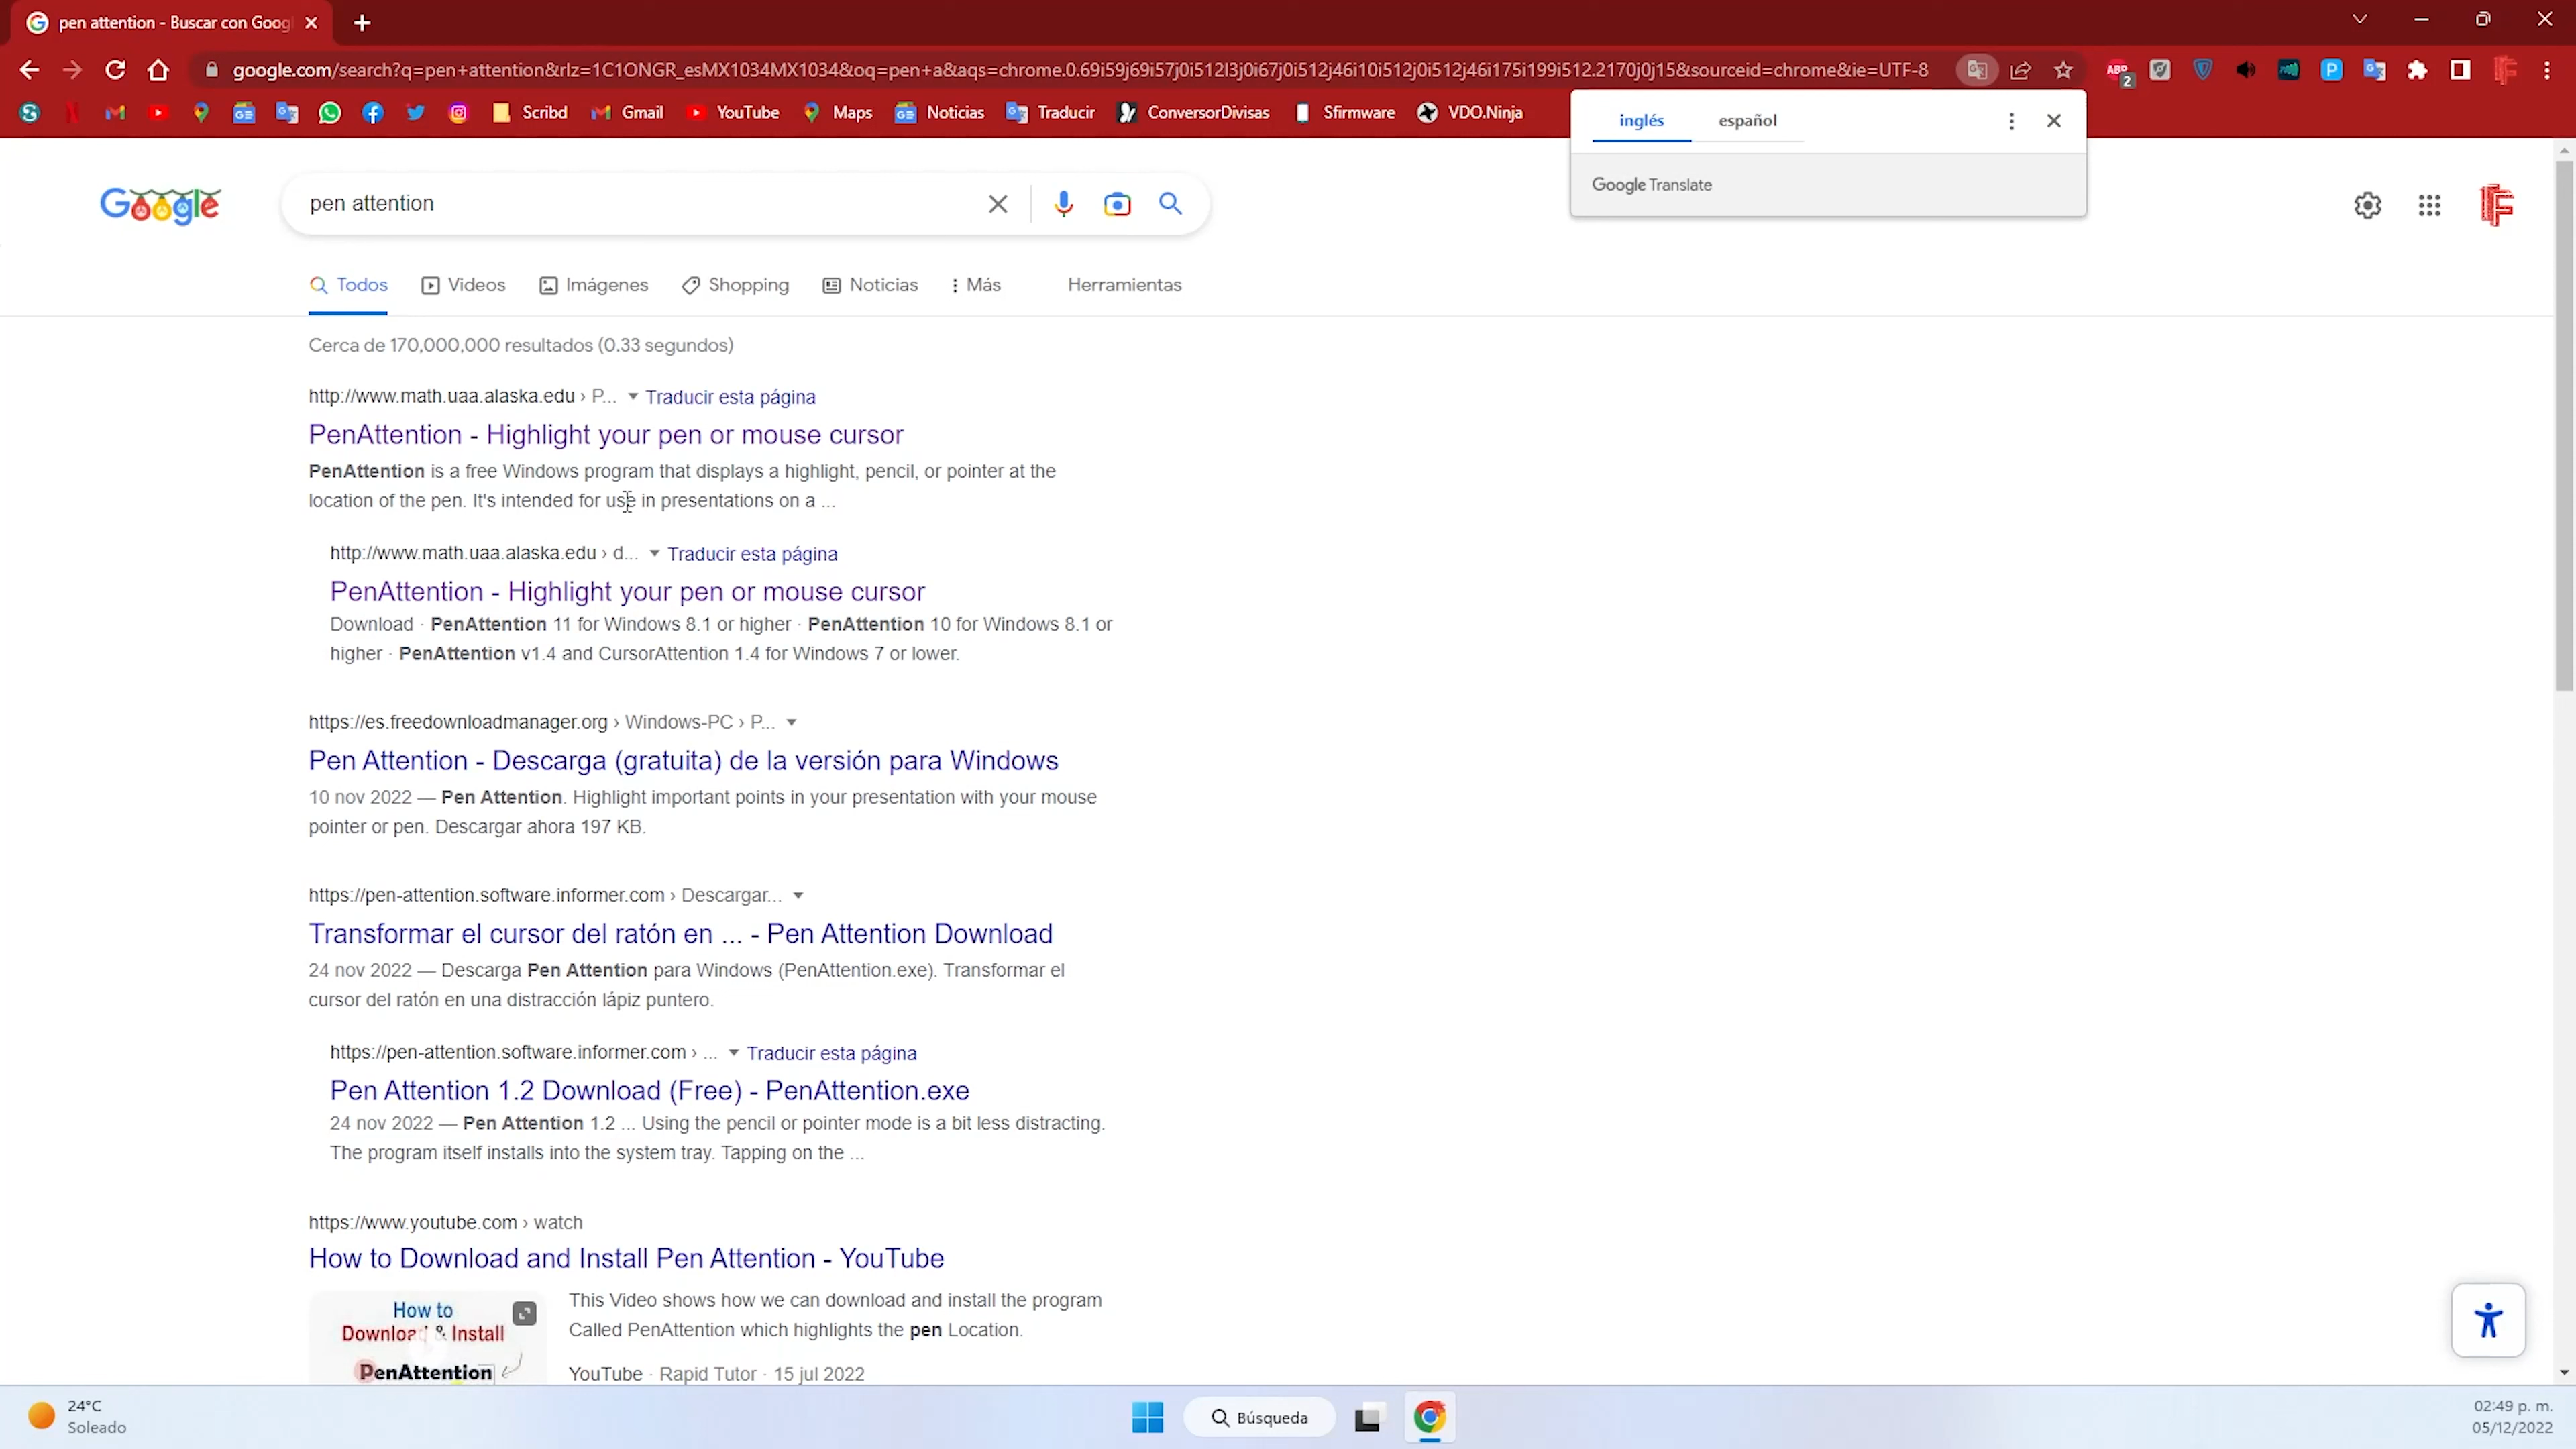 pen attention - Buscar con Goog
google.com/search?q=pen+attention&rlz=1C1ONGR_esMX1034MX1034&oq=pen+a&aqs=chrome.0.69i59j69i57j0i512l3j0i67j0i512j46i10i512j0i512j46i175i199i512.2170j0j15&sourceid=chrome&ie=UTF-8
ABP
2
Scribd
Gmail
YouTube
Maps
Noticias
Traducir
ConversorDivisas
Sfirmware
VDO.Ninja
inglés
español
Google Translate
Google
pen attention
Todos
Videos
Imágenes
Shopping
Noticias
Más
Herramientas
Cerca de 170,000,000 resultados (0.33 segundos)
http://www.math.uaa.alaska.edu › P... Traducir esta página
PenAttention - Highlight your pen or mouse cursor
PenAttention is a free Windows program that displays a highlight, pencil, or pointer at the
location of the pen. It's intended for use in presentations on a ...
http://www.math.uaa.alaska.edu › d... Traducir esta página
PenAttention - Highlight your pen or mouse cursor
Download · PenAttention 11 for Windows 8.1 or higher · PenAttention 10 for Windows 8.1 or
higher · PenAttention v1.4 and CursorAttention 1.4 for Windows 7 or lower.
https://es.freedownloadmanager.org › Windows-PC › P...
Pen Attention - Descarga (gratuita) de la versión para Windows
10 nov 2022 — Pen Attention. Highlight important points in your presentation with your mouse
pointer or pen. Descargar ahora 197 KB.
https://pen-attention.software.informer.com › Descargar...
Transformar el cursor del ratón en ... - Pen Attention Download
24 nov 2022 — Descarga Pen Attention para Windows (PenAttention.exe). Transformar el
cursor del ratón en una distracción lápiz puntero.
https://pen-attention.software.informer.com › ... Traducir esta página
Pen Attention 1.2 Download (Free) - PenAttention.exe
24 nov 2022 — Pen Attention 1.2 ... Using the pencil or pointer mode is a bit less distracting.
The program itself installs into the system tray. Tapping on the ...
https://www.youtube.com › watch
How to Download and Install Pen Attention - YouTube
How to
Download & Install
PenAttention
This Video shows how we can download and install the program
Called PenAttention which highlights the pen Location.
YouTube · Rapid Tutor · 15 jul 2022
24°C
Soleado
Búsqueda
02:49 p. m.
05/12/2022